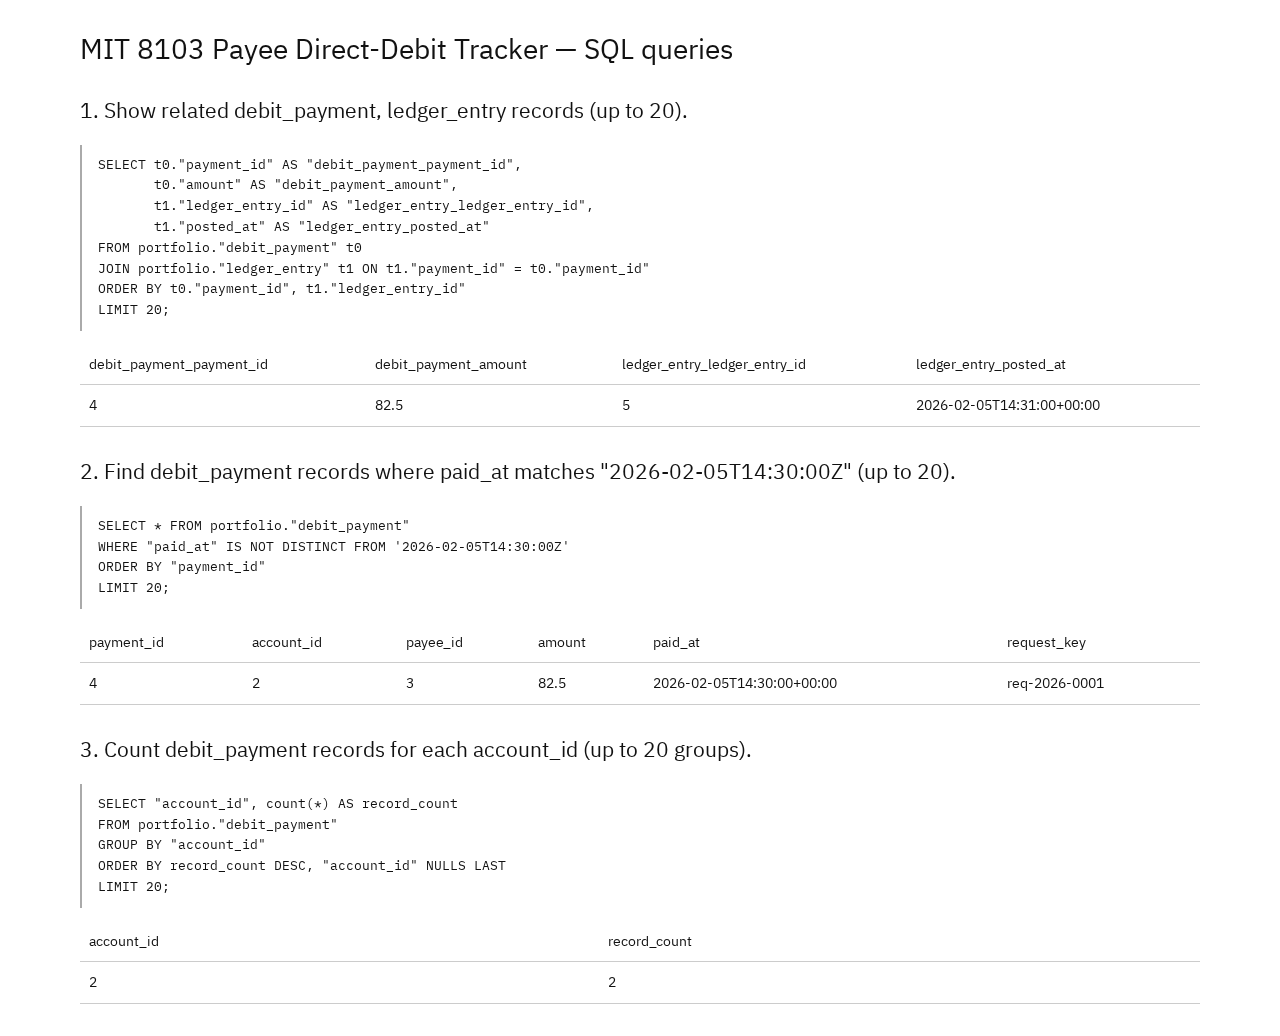 MIT 8103 Payee Direct-Debit Tracker — SQL queries
1. Show related debit_payment, ledger_entry records (up to 20).
SELECT t0."payment_id" AS "debit_payment_payment_id",
       t0."amount" AS "debit_payment_amount",
       t1."ledger_entry_id" AS "ledger_entry_ledger_entry_id",
       t1."posted_at" AS "ledger_entry_posted_at"
FROM portfolio."debit_payment" t0
JOIN portfolio."ledger_entry" t1 ON t1."payment_id" = t0."payment_id"
ORDER BY t0."payment_id", t1."ledger_entry_id"
LIMIT 20;
debit_payment_payment_id debit_payment_amount ledger_entry_ledger_entry_id ledger_entry_posted_at
4 82.5 5 2026-02-05T14:31:00+00:00
2. Find debit_payment records where paid_at matches "2026-02-05T14:30:00Z" (up to 20).
SELECT * FROM portfolio."debit_payment"
WHERE "paid_at" IS NOT DISTINCT FROM '2026-02-05T14:30:00Z'
ORDER BY "payment_id"
LIMIT 20;
payment_id account_id payee_id amount paid_at request_key
4 2 3 82.5 2026-02-05T14:30:00+00:00 req-2026-0001
3. Count debit_payment records for each account_id (up to 20 groups).
SELECT "account_id", count(*) AS record_count
FROM portfolio."debit_payment"
GROUP BY "account_id"
ORDER BY record_count DESC, "account_id" NULLS LAST
LIMIT 20;
account_id record_count
2 2